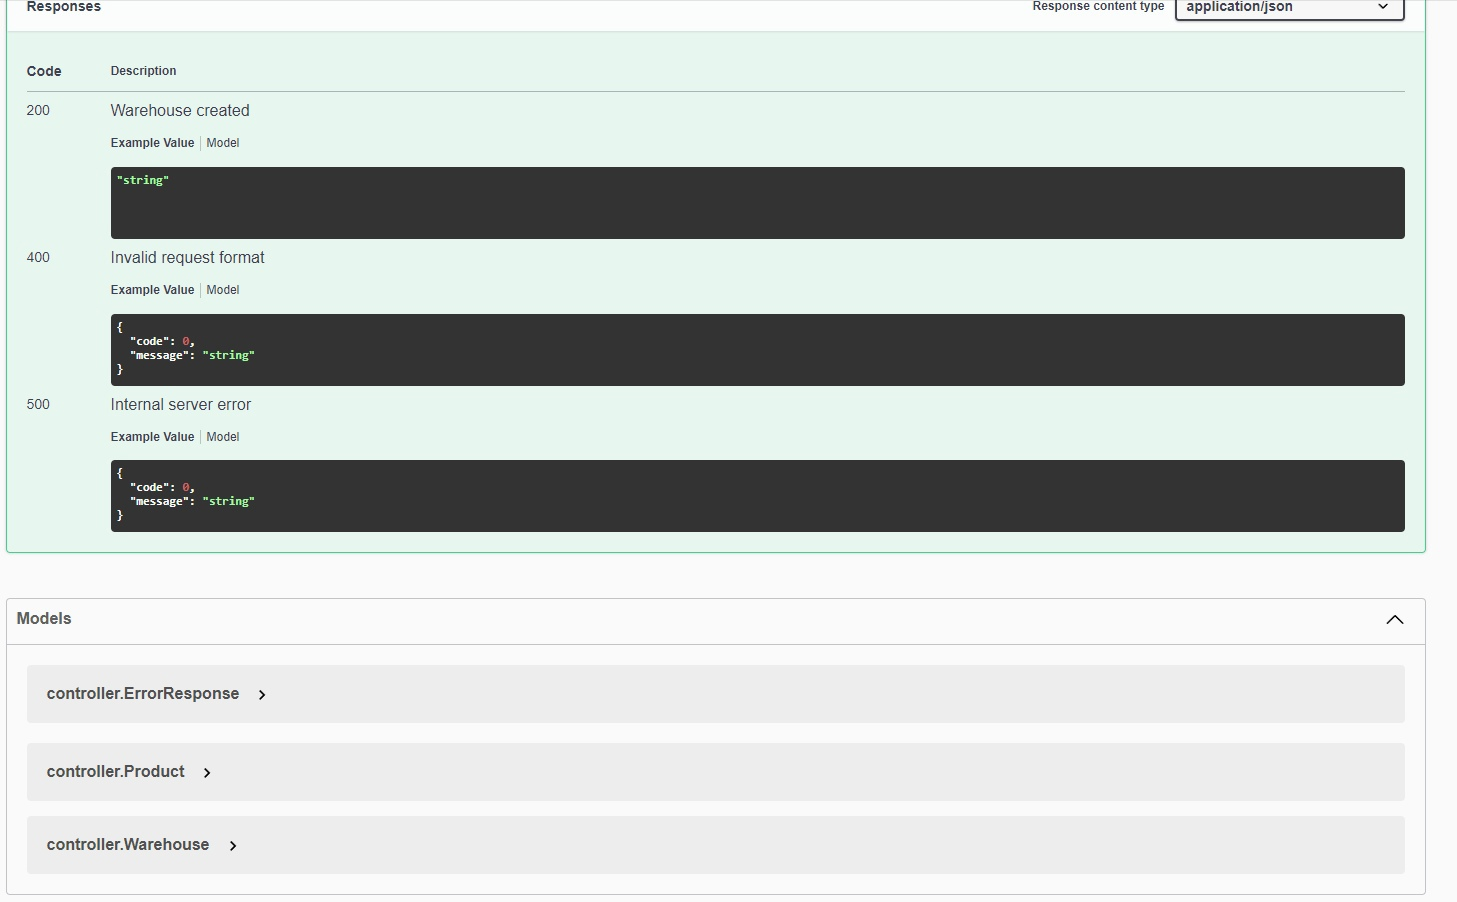 Responses
Response content type application/json
Code Description
200 Warehouse created
Example Value Model
"string"
400 Invalid request format
Example Value Model
{
"code": 0,
"message": "string"
}
500 Internal server error
Example Value Model
{
"code": 0,
"message": "string"
}
Models
controller.ErrorResponse
controller.Product
controller.Warehouse